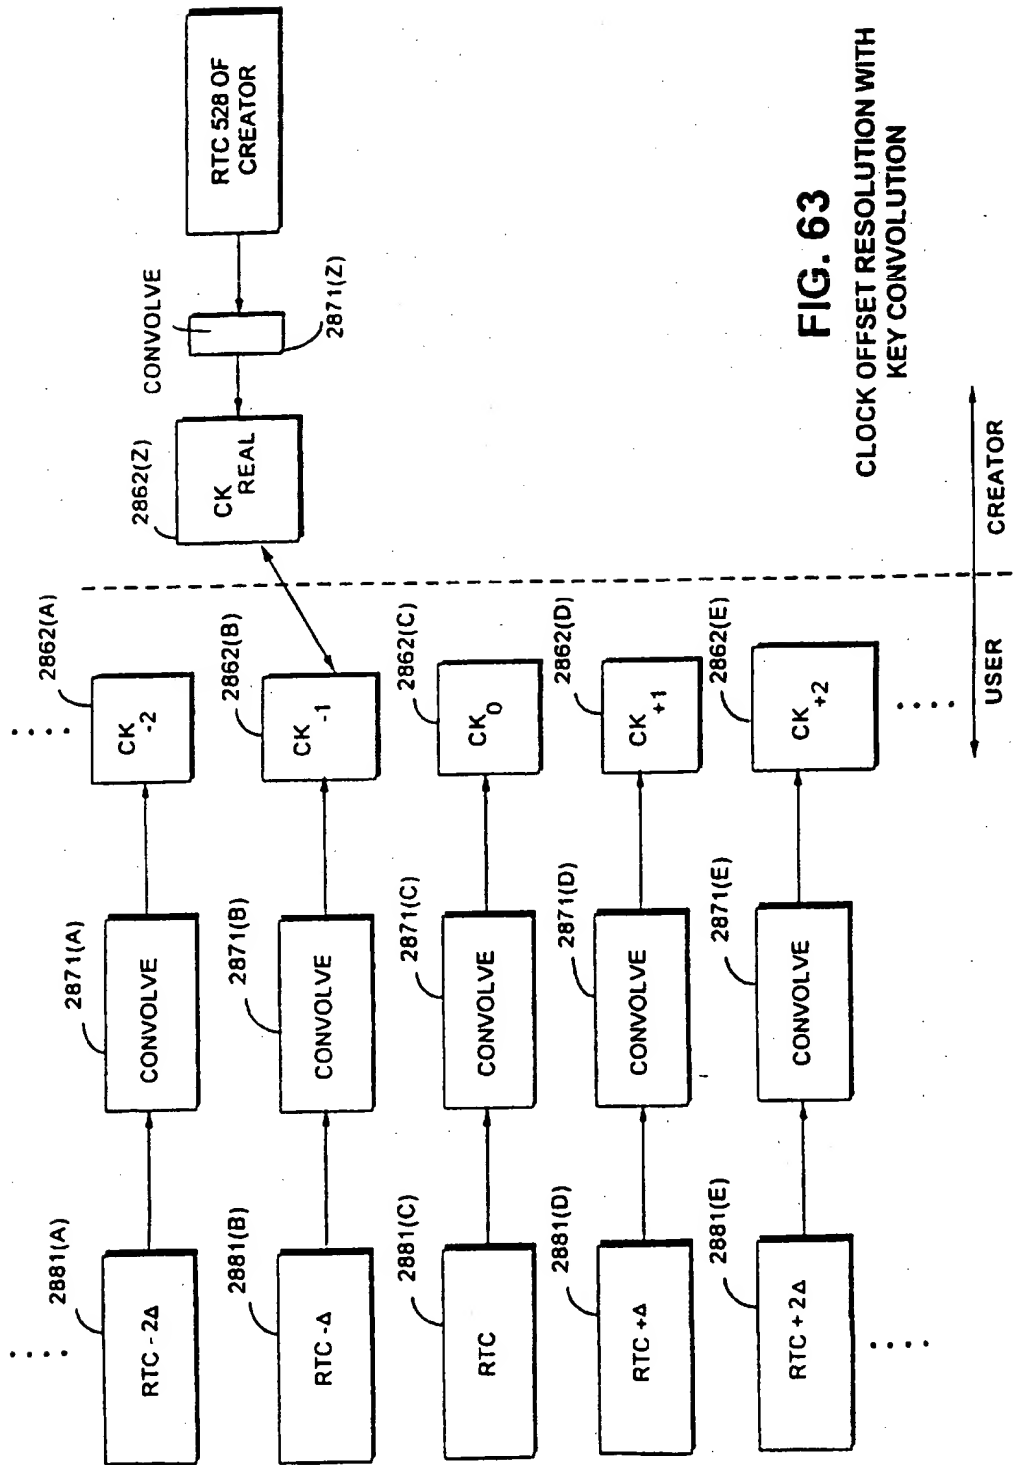 2881(A)
RTC - 2Δ
2871(A)
CONVOLVE
2862(A)
CK -2
2881(B)
RTC -Δ
2871(B)
CONVOLVE
2862(B)
CK -1
2881(C)
RTC
2871(C)
CONVOLVE
2862(C)
CK 0
2881(D)
RTC +Δ
2871(D)
CONVOLVE
2862(D)
CK +1
2881(E)
RTC + 2Δ
2871(E)
CONVOLVE
2862(E)
CK +2
2862(Z)
CK REAL
CONVOLVE
2871(Z)
RTC 528 OF
CREATOR
USER
CREATOR
FIG. 63
CLOCK OFFSET RESOLUTION WITH
KEY CONVOLUTION